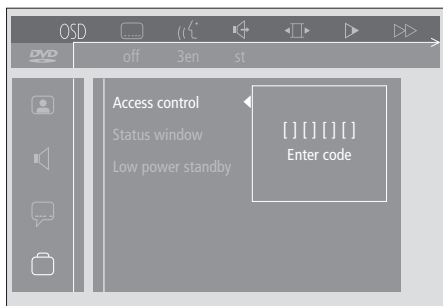 OSD
DVD off 3en st
Access control
Status window
Low power standby
[ ] [ ] [ ] [ ]
Enter code